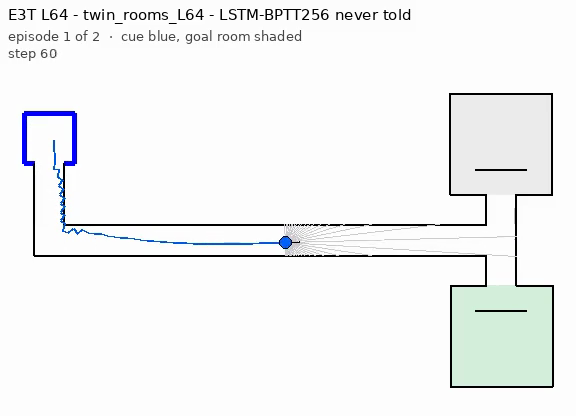 E3T L64 - twin_rooms_L64 - LSTM-BPTT256 never told
episode 1 of 2 · cue blue, goal room shaded
step 60